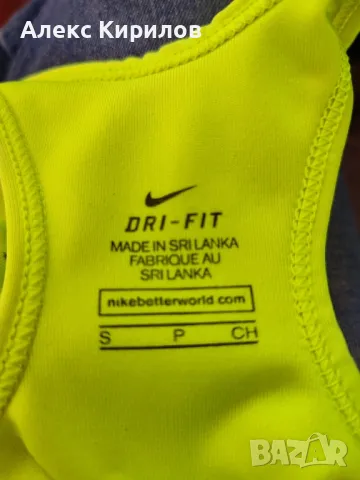 Алекс Кирилов
DRI-FIT
MADE IN SRI LANKA
FABRIQUE AU
SRI LANKA
nikebetterworld.com
S P CH
BAZAR